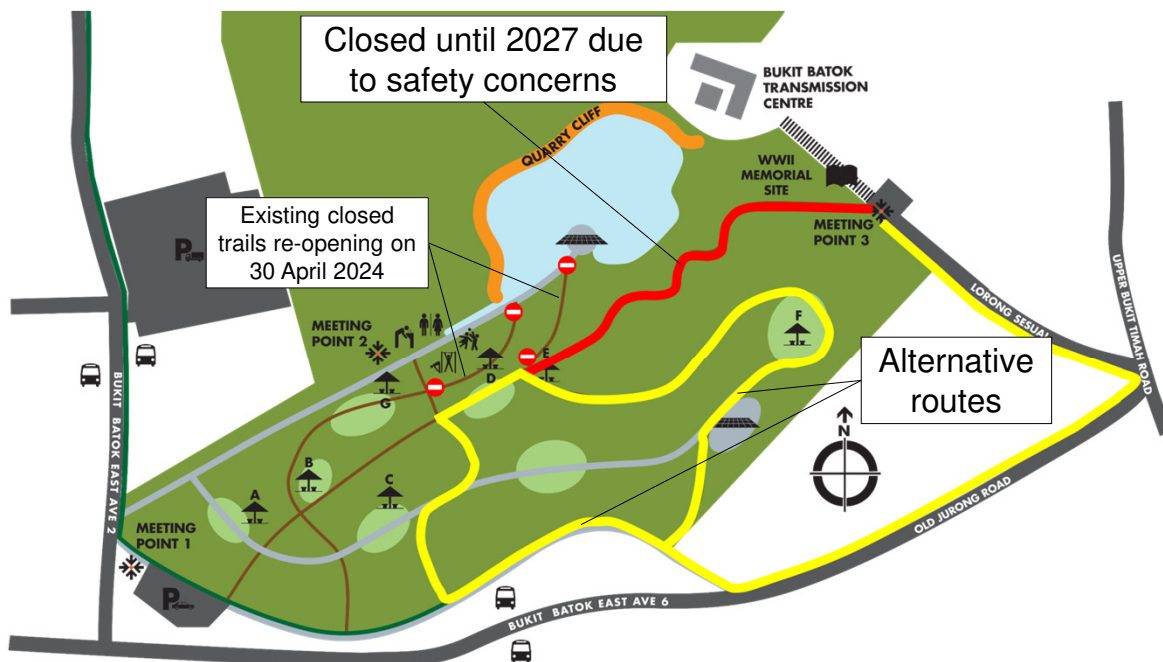 Closed until 2027 due
to safety concerns
BUKIT BATOK
TRANSMISSION
CENTRE
QUARRY CLIFF
WWII
MEMORIAL
SITE
Existing closed
trails re-opening on
30 April 2024
MEETING
POINT 3
P
UPPER BUKIT TIMAH ROAD
LORONG SESUAI
MEETING
POINT 2
F
E
D
G
Alternative
routes
BUKIT BATOK EAST AVE 2
N
B
A
C
OLD JURONG ROAD
MEETING
POINT 1
P
BUKIT BATOK EAST AVE 6